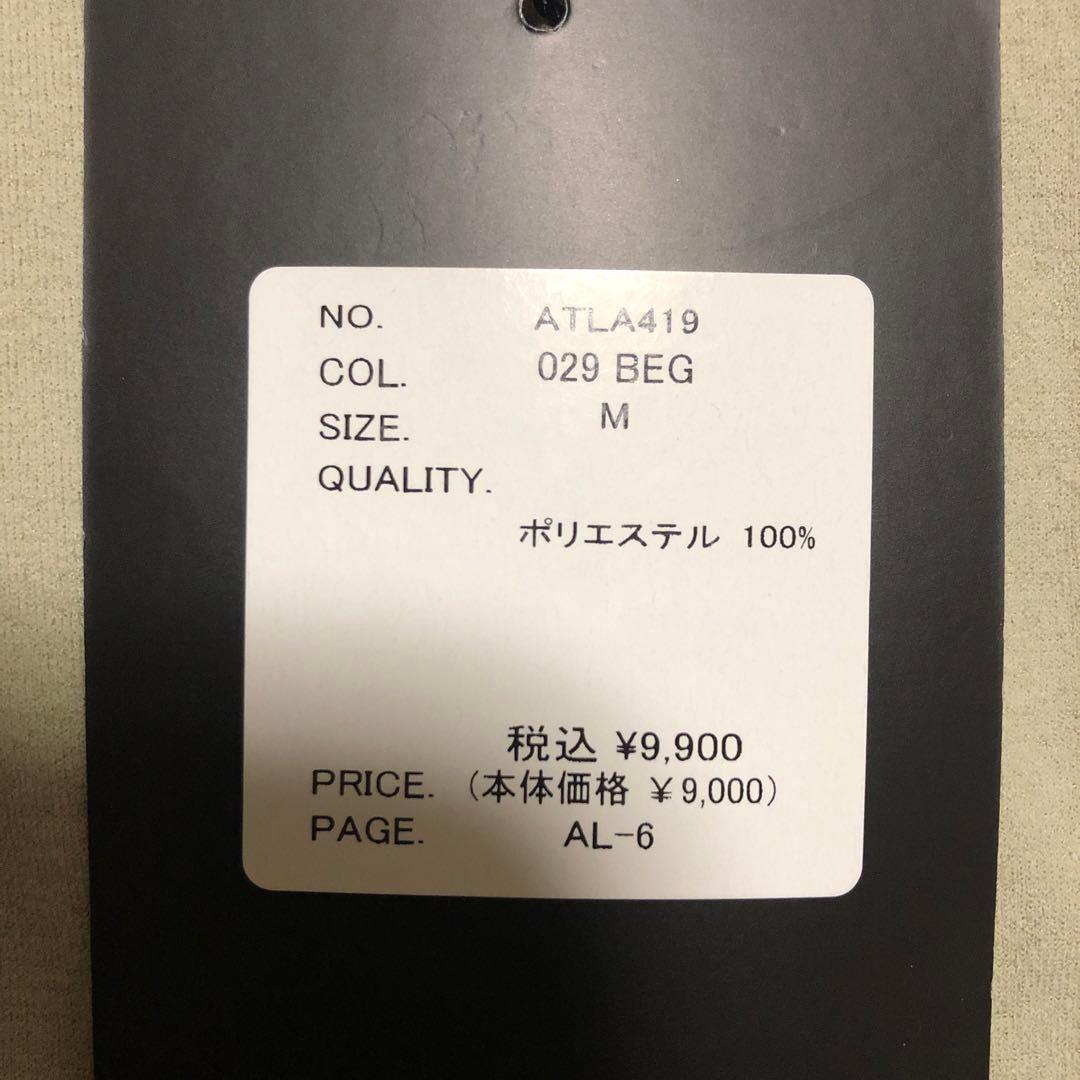 NO. ATLA419
COL. 029 BEG
SIZE. M
QUALITY.
ポリエステル 100%
税込 ¥9,900
PRICE. (本体価格 ¥9,000)
PAGE. AL-6